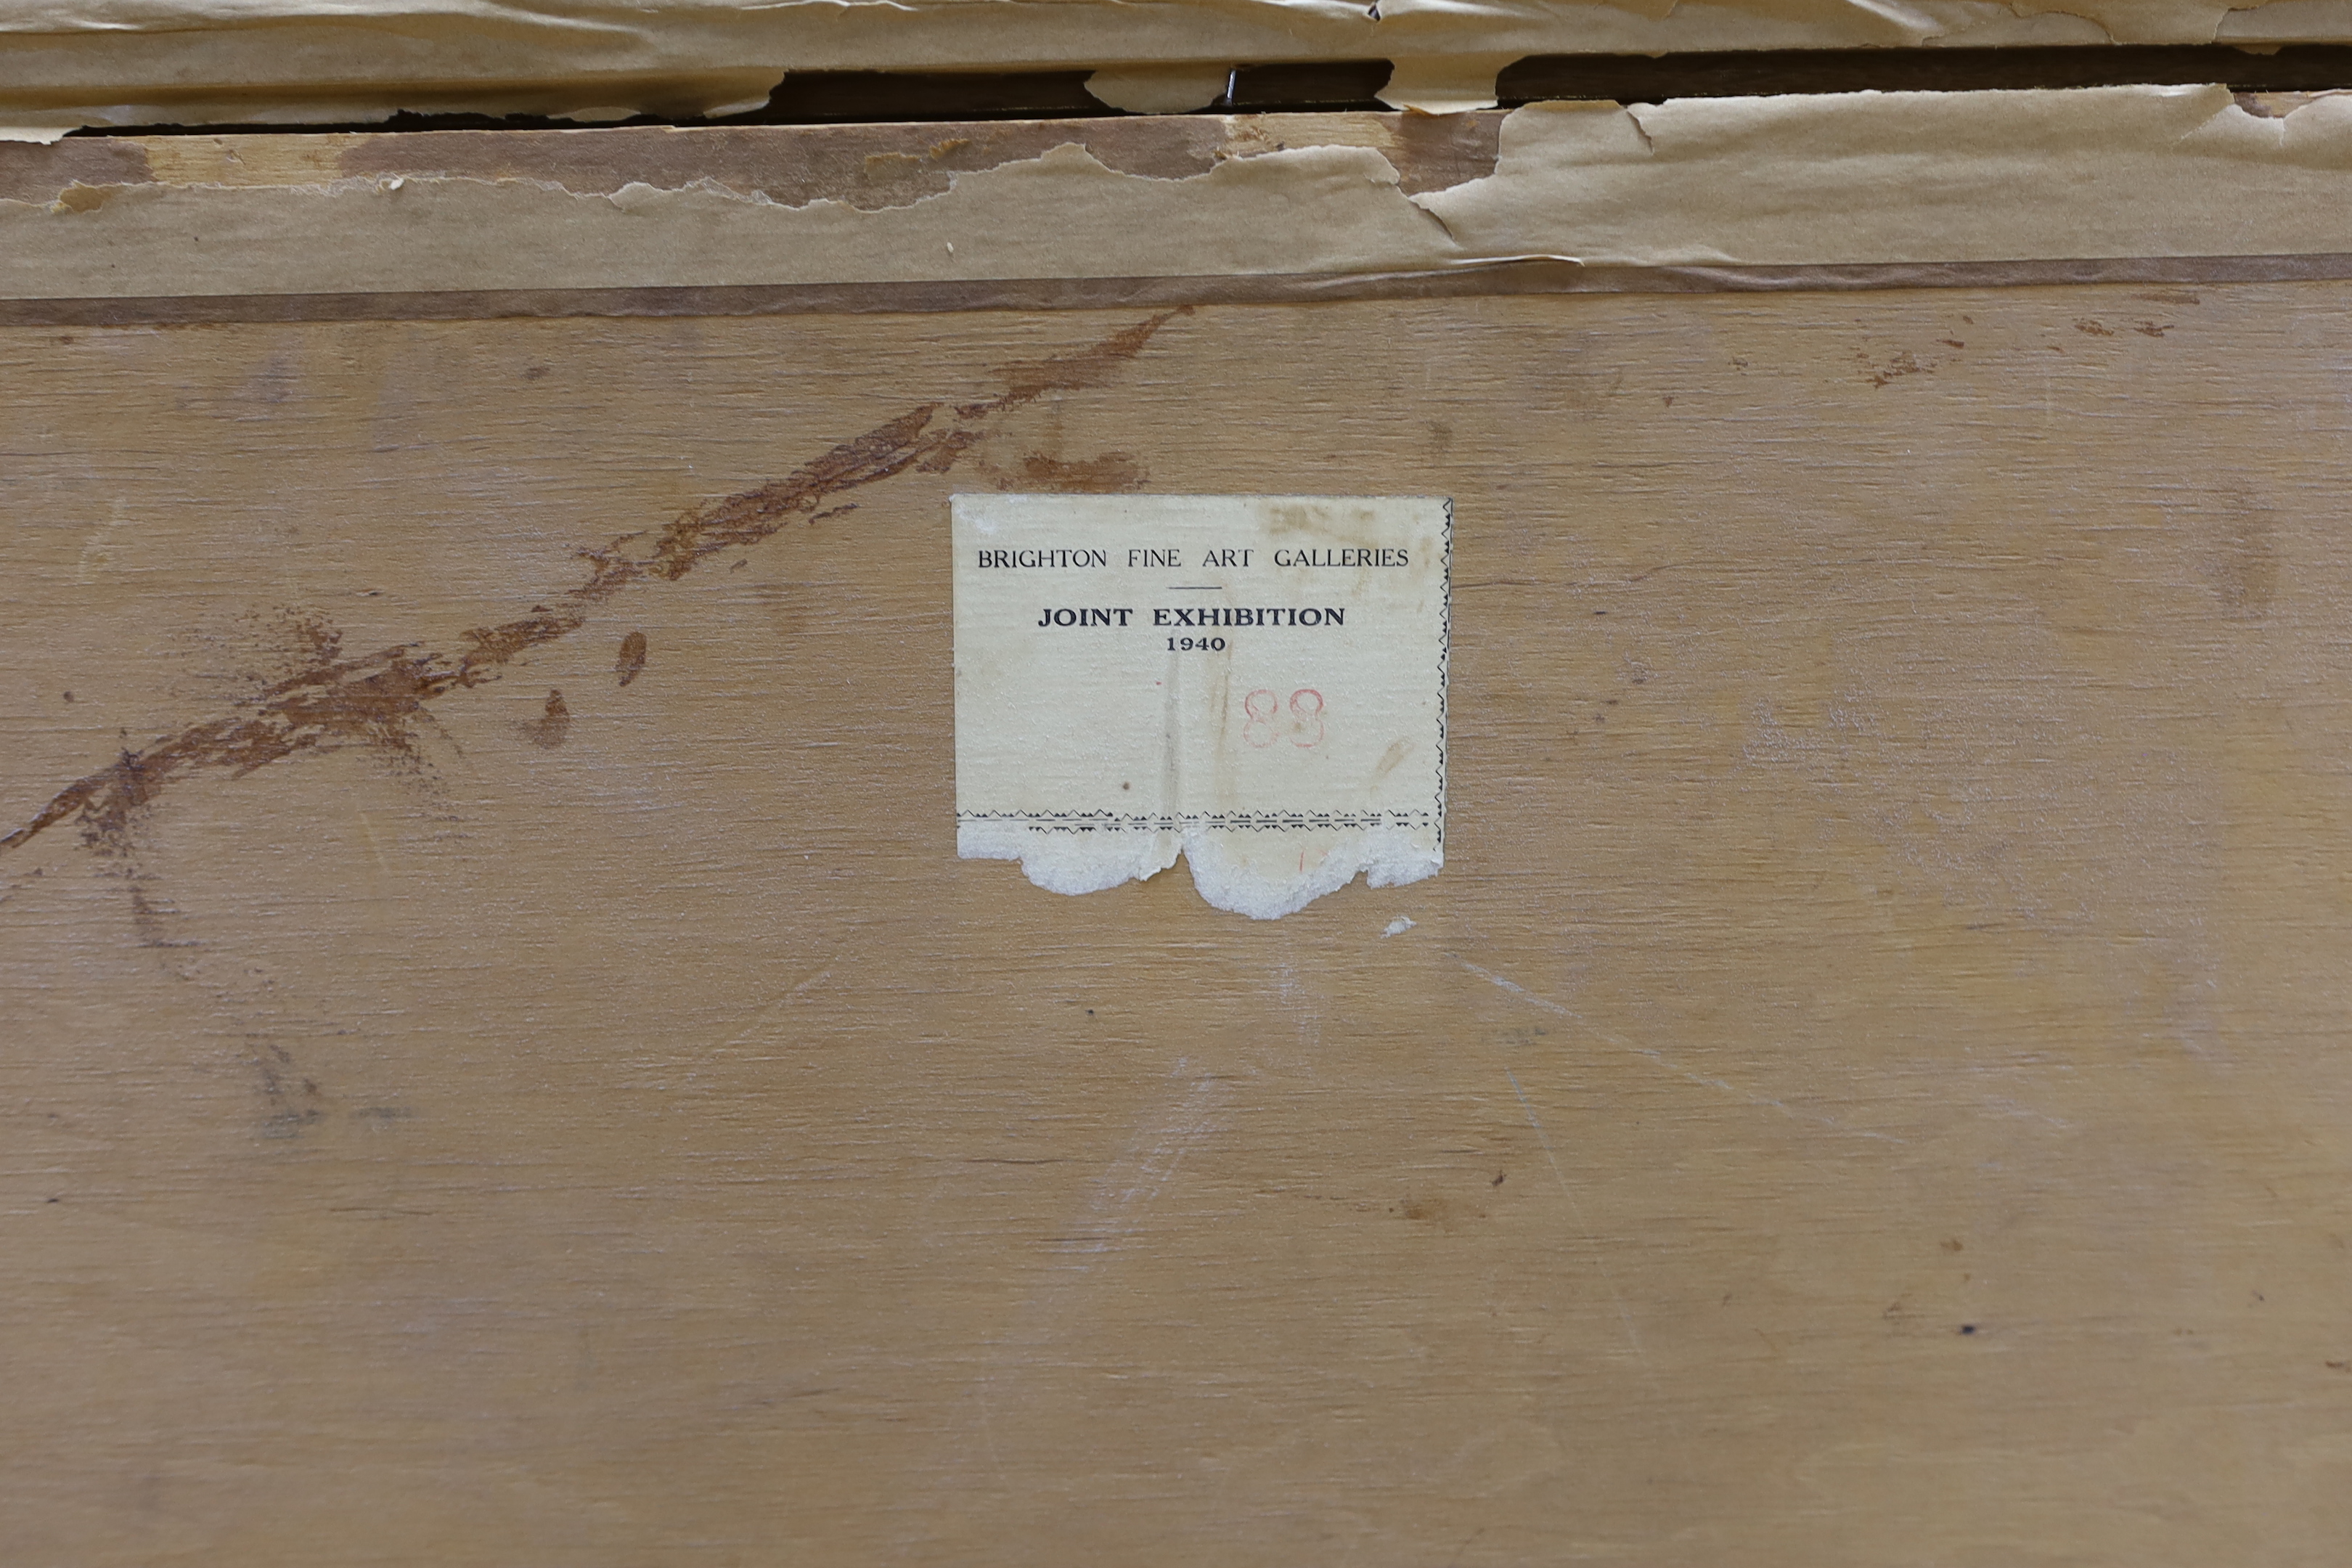 BRIGHTON FINE ART GALLERIES
JOINT EXHIBITION
1940
88